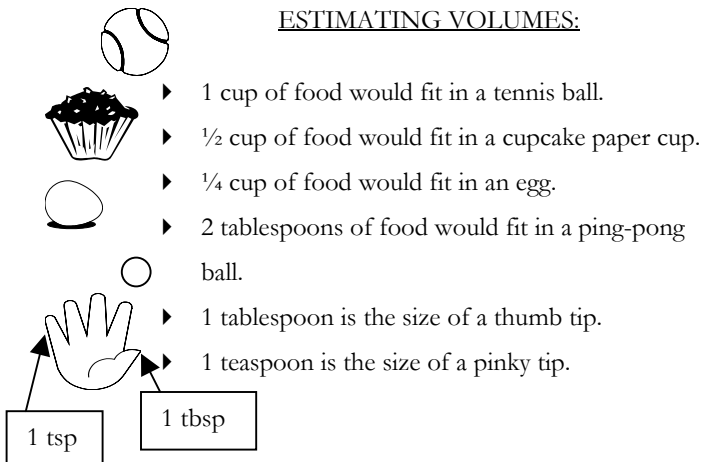 ESTIMATING VOLUMES:
1 cup of food would fit in a tennis ball.
½ cup of food would fit in a cupcake paper cup.
¼ cup of food would fit in an egg.
2 tablespoons of food would fit in a ping-pong
ball.
1 tablespoon is the size of a thumb tip.
1 teaspoon is the size of a pinky tip.
1 tbsp
1 tsp